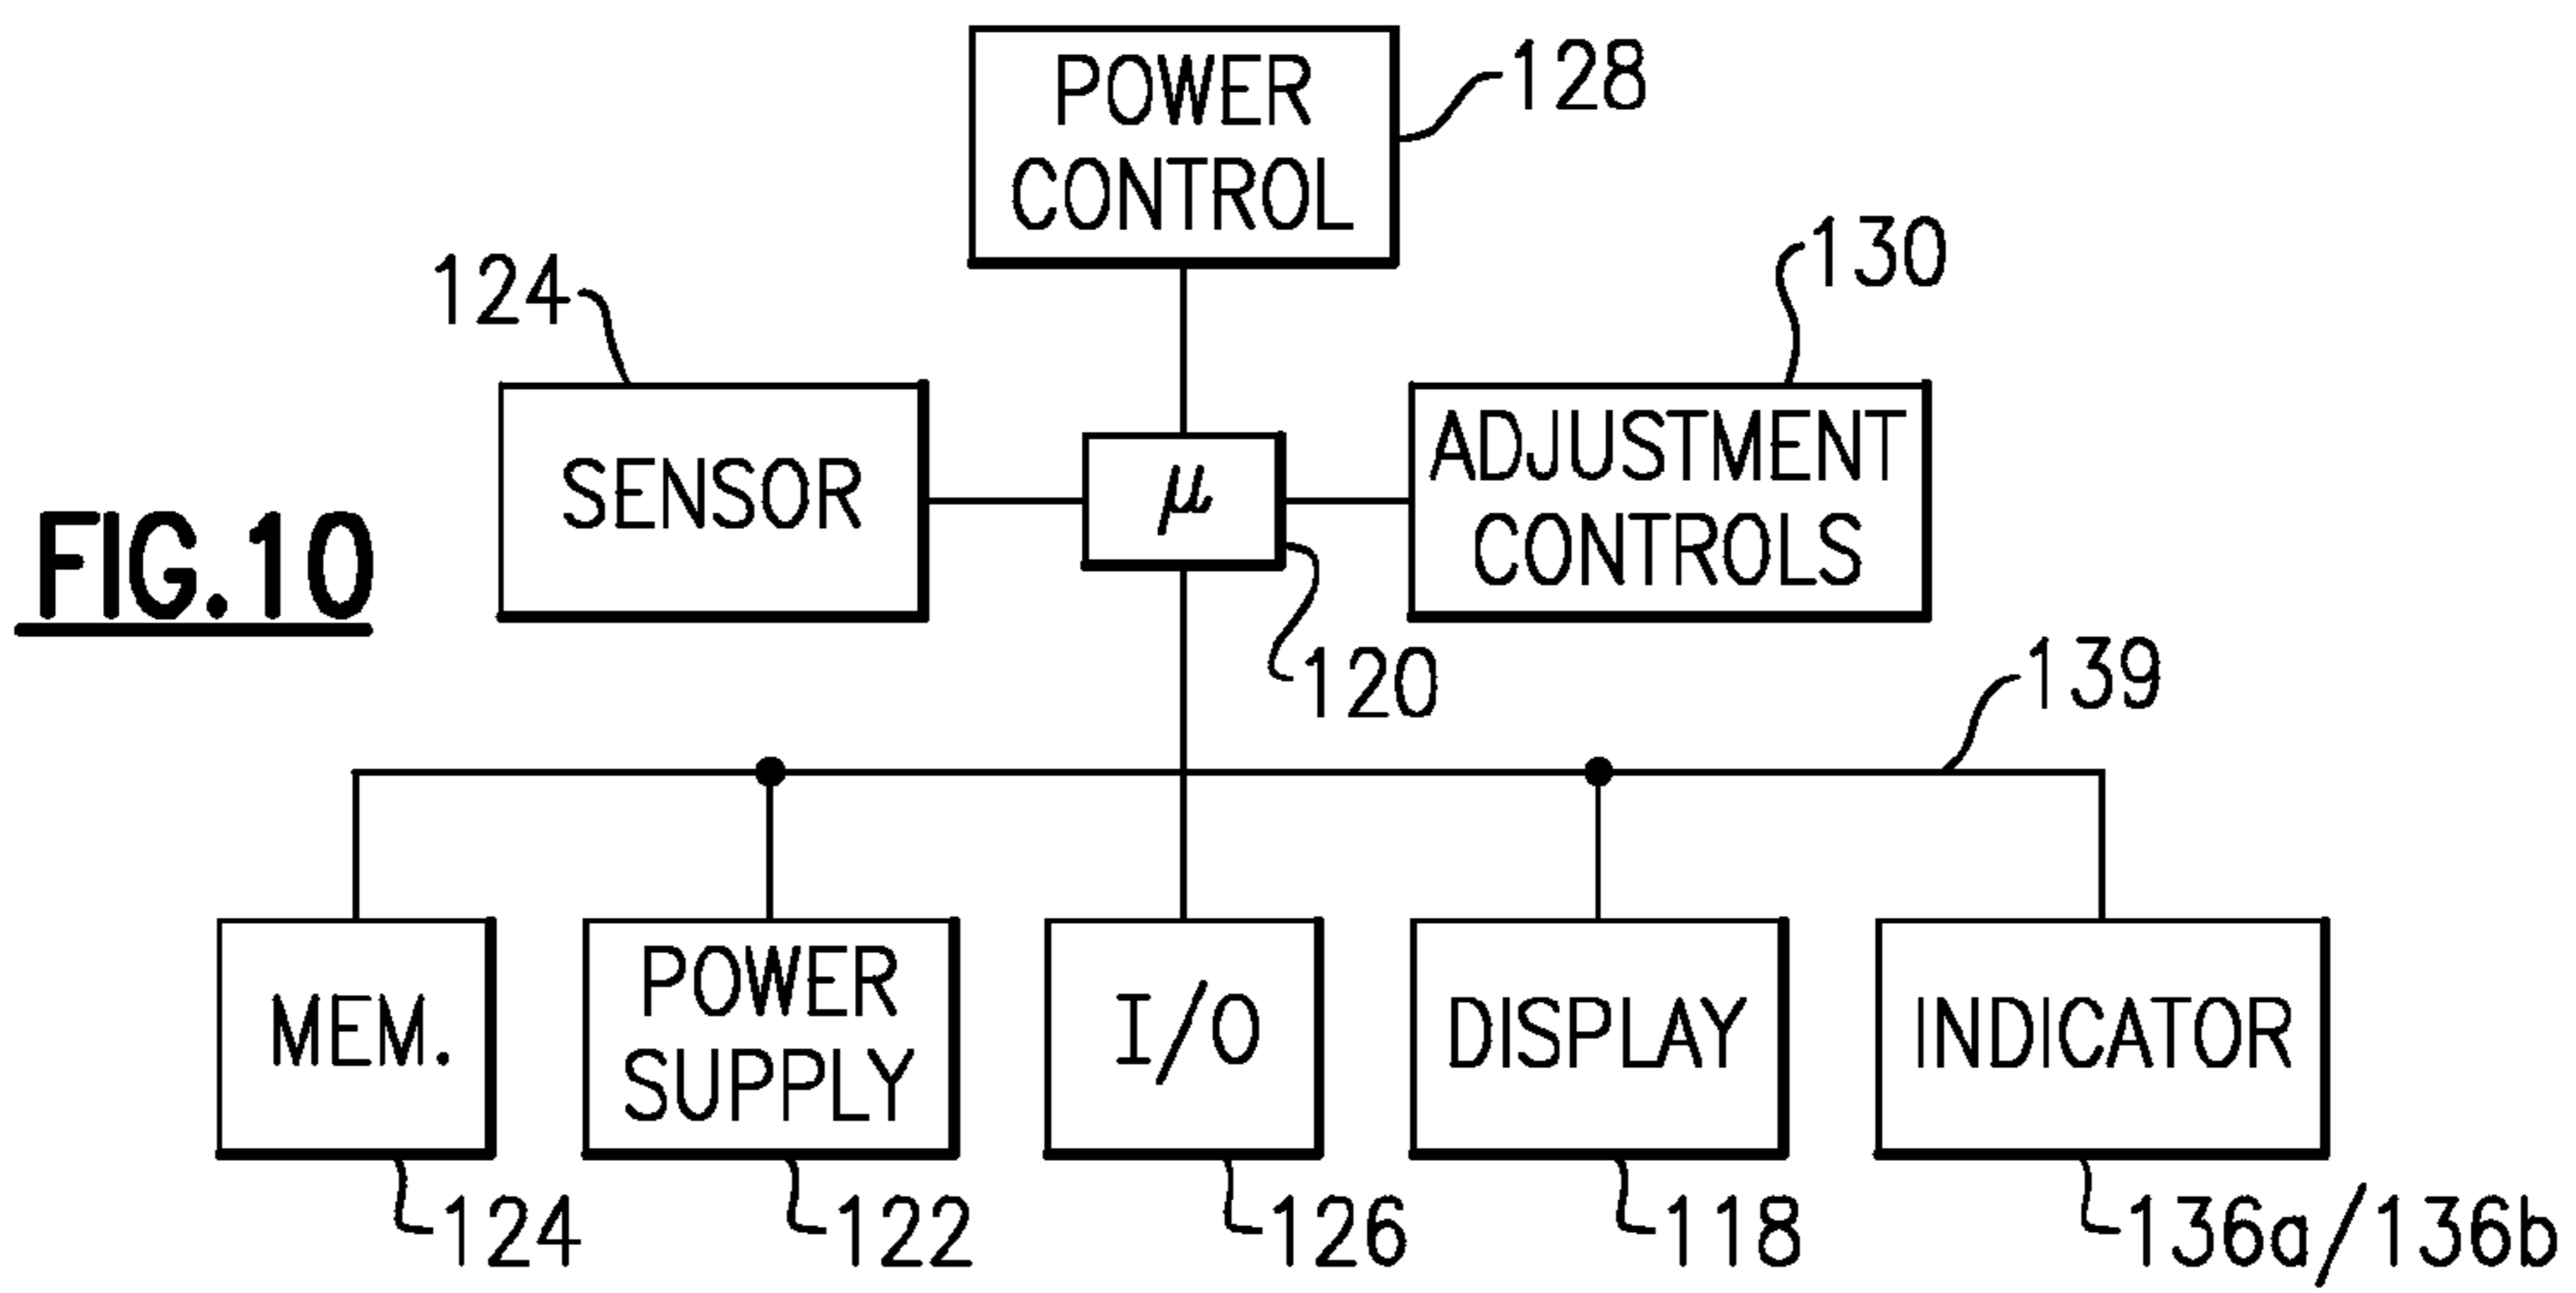 POWER
CONTROL
128
124
130
SENSOR
μ
ADJUSTMENT
CONTROLS
FIG.10
120
139
MEM.
POWER
SUPPLY
I/O
DISPLAY
INDICATOR
124
122
126
118
136a/136b